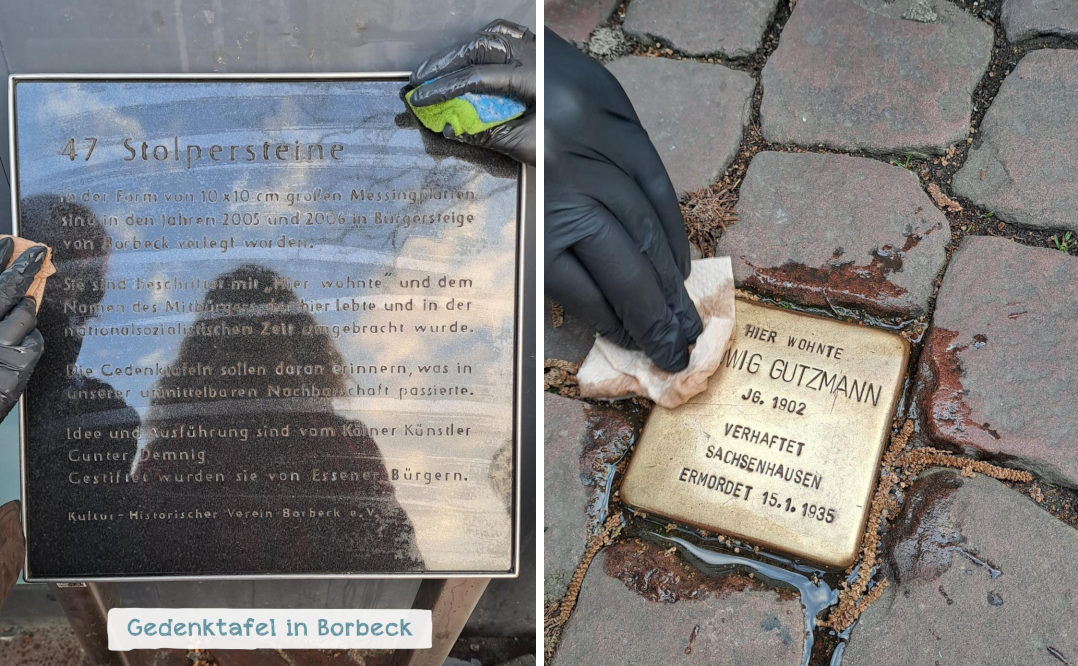 47 Stolpersteine
in der Form von 10 x 10 cm großen Messingplatten
sind in den Jahren 2005 und 2006 in Bürgersteige
von Borbeck verlegt worden.
Sie sind beschriftet mit „Hier wohnte“ und dem
Namen des Mitbürgers, der hier lebte und in der
nationalsozialistischen Zeit umgebracht wurde.
Die Gedenktafeln sollen daran erinnern, was in
unserer unmittelbaren Nachbarschaft passierte.
Idee und Ausführung sind vom Kölner Künstler
Gunter Demnig
Gestiftet wurden sie von Essener Bürgern.
Kultur-Historischer Verein Borbeck e.V.
Gedenktafel in Borbeck
HIER WOHNTE
WIG GUTZMANN
JG. 1902
VERHAFTET
SACHSENHAUSEN
ERMORDET 15.1.1935